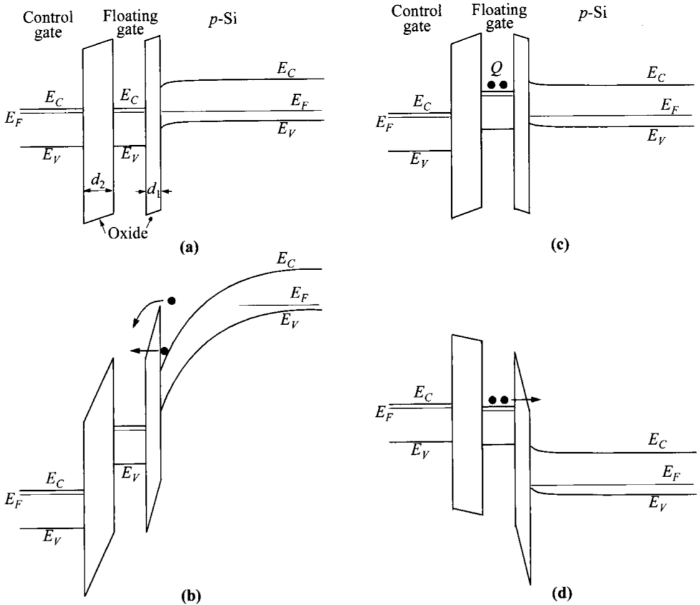 Control gate
Floating gate
p-Si
E_C
E_C
E_C
E_F
E_F
E_V
E_V
E_V
d_2
d_1
Oxide
(a)
Control gate
Floating gate
p-Si
Q
E_C
E_C
E_F
E_F
E_V
E_V
(c)
E_C
E_F
E_V
E_C
E_V
E_F
E_V
(b)
E_C
E_F
E_V
E_C
E_F
E_V
(d)